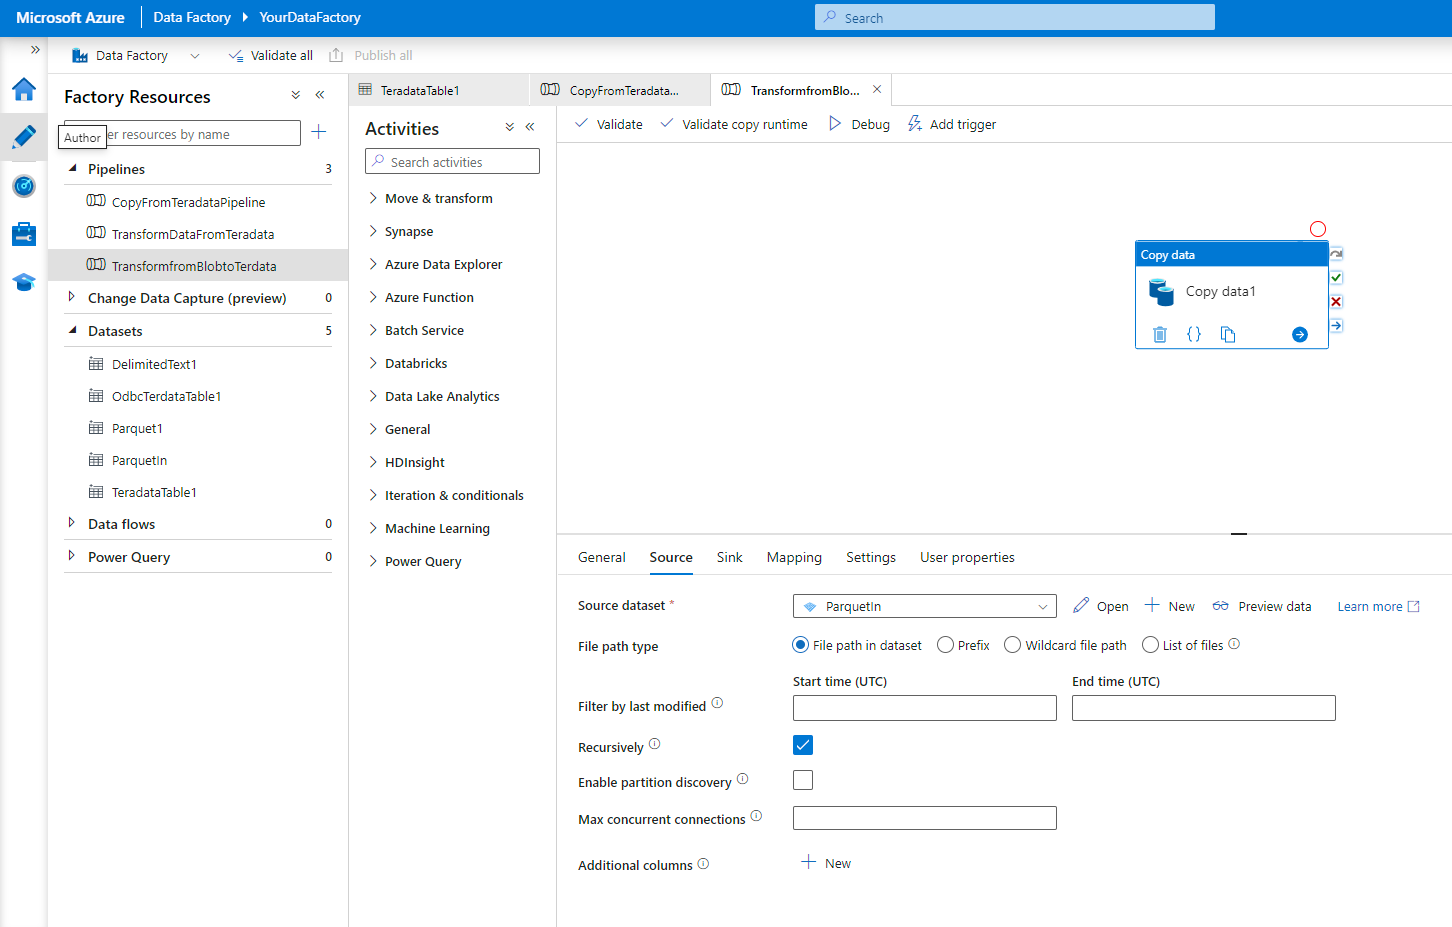 Microsoft Azure
Data Factory
YourDataFactory
Search
Data Factory
Validate all
Publish all
Factory Resources
er resources by name
Author
Pipelines 3
CopyFromTeradataPipeline
TransformDataFromTeradata
TransformfromBlobtoTerdata
Change Data Capture (preview) 0
Datasets 5
DelimitedText1
OdbcTerdataTable1
Parquet1
ParquetIn
TeradataTable1
Data flows 0
Power Query 0
TeradataTable1
CopyFromTeradata...
TransformfromBlo...
Activities
Search activities
Move & transform
Synapse
Azure Data Explorer
Azure Function
Batch Service
Databricks
Data Lake Analytics
General
HDInsight
Iteration & conditionals
Machine Learning
Power Query
Validate
Validate copy runtime
Debug
Add trigger
Copy data
Copy data1
General
Source
Sink
Mapping
Settings
User properties
Source dataset *
ParquetIn
Open
New
Preview data
Learn more
File path type
File path in dataset
Prefix
Wildcard file path
List of files
Start time (UTC)
End time (UTC)
Filter by last modified
Recursively
Enable partition discovery
Max concurrent connections
Additional columns
New